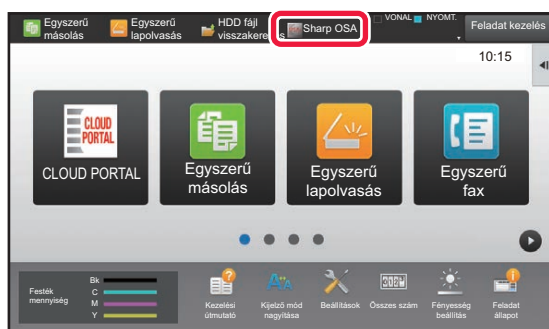 Egyszerű
másolás
Egyszerű
lapolvasás
HDD fájl
visszakeres s
Sharp OSA
VONAL
NYOMT.
Feladat kezelés
10:15
CLOUD
PORTAL
CLOUD PORTAL
Egyszerű
másolás
Egyszerű
lapolvasás
Egyszerű
fax
Festék
mennyiség
Bk
C
M
Y
Kezelési
útmutató
Kijelző mód
nagyítása
Beállítások
Összes szám
Fényesség
beállítás
Feladat
állapot